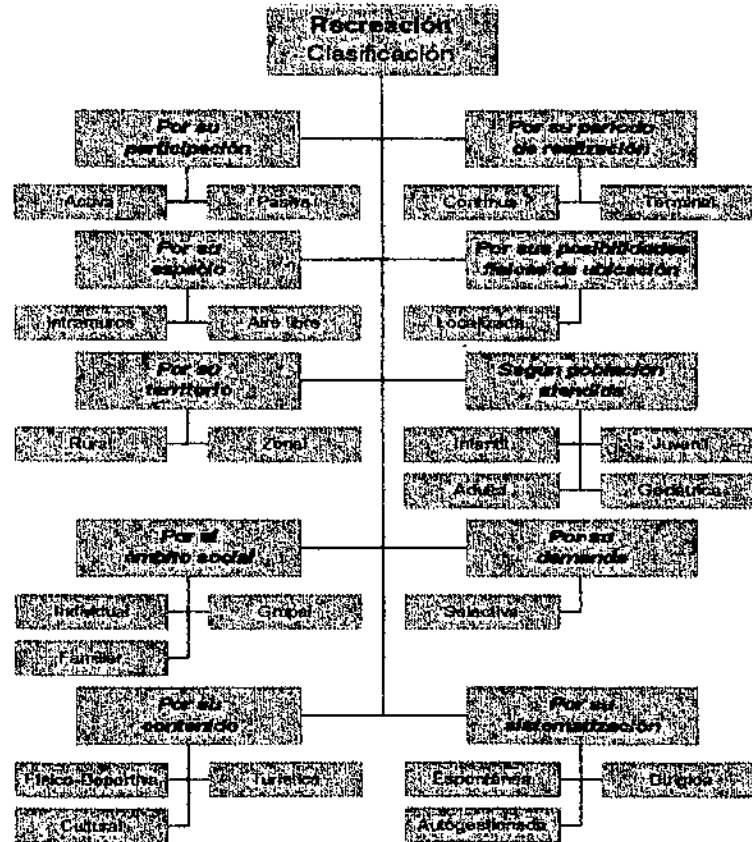 Recreación
Clasificación
Por su
participación
Activa
Pasiva
Por su período
de realización
Continua
Terminal
Por su
espacio
Intramuros
Aire libre
Por sus posibilidades
físicas de ubicación
Localizada
Por su
territorio
Rural
Zonal
Según población
atendida
Infantil
Juvenil
Adulta
Por el
ámbito social
Individual
Grupal
Familiar
Por su
demanda
Selectiva
Por su
contenido
Físico-Deportiva
Turística
Cultural
Por su
sistematización
Espontánea
Dirigida
Autogestionada